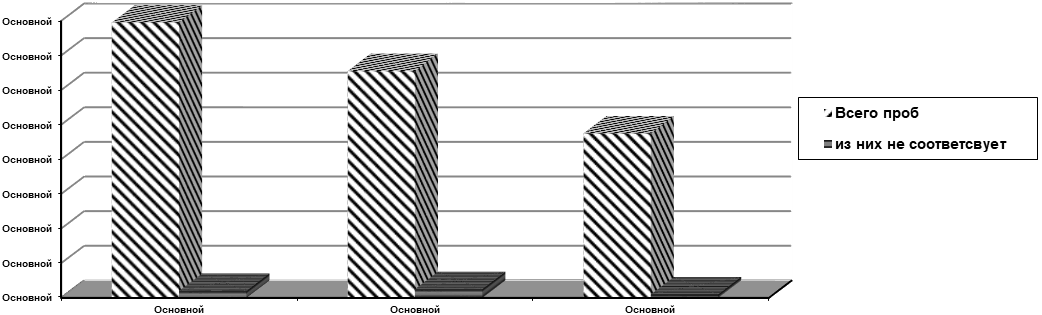 Основной
Основной
Основной
Основной
Основной
Основной
Основной
Основной
Основной
Основной Основной Основной
Всего проб
из них не соответсвует